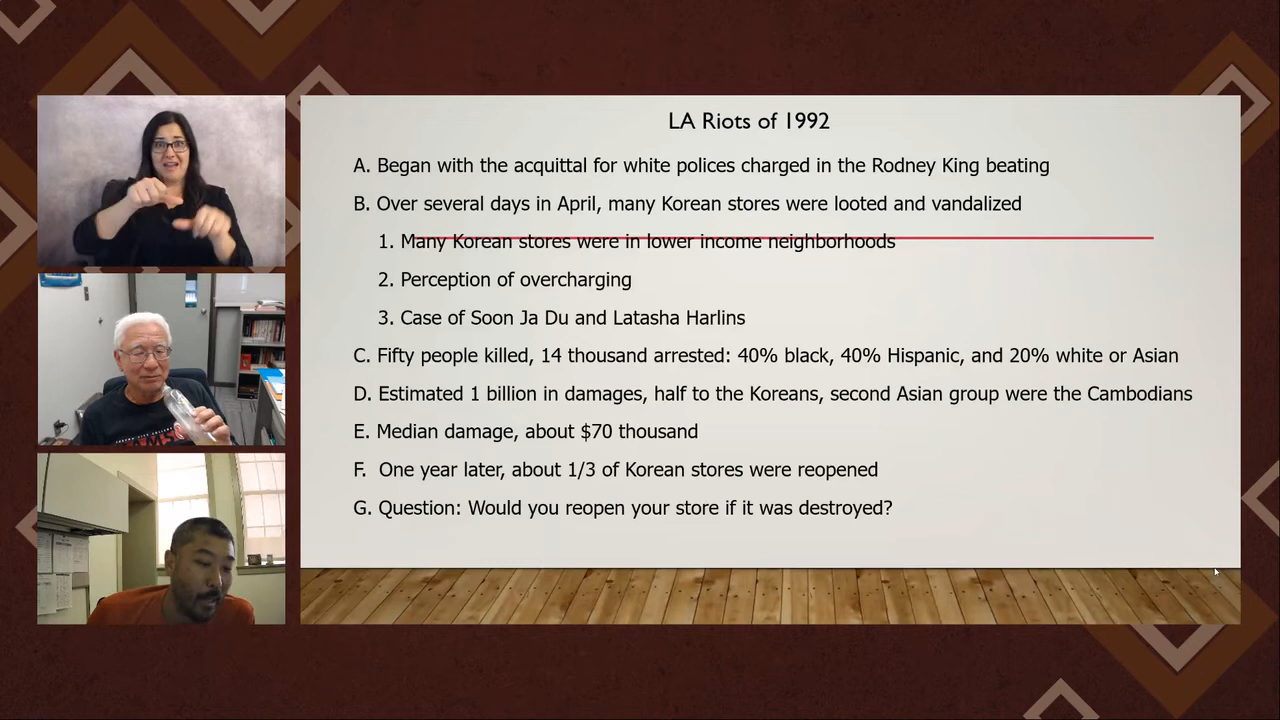 LA Riots of 1992
A. Began with the acquittal for white polices charged in the Rodney King beating
B. Over several days in April, many Korean stores were looted and vandalized
1. Many Korean stores were in lower income neighborhoods
2. Perception of overcharging
3. Case of Soon Ja Du and Latasha Harlins
C. Fifty people killed, 14 thousand arrested: 40% black, 40% Hispanic, and 20% white or Asian
D. Estimated 1 billion in damages, half to the Koreans, second Asian group were the Cambodians
E. Median damage, about $70 thousand
F. One year later, about 1/3 of Korean stores were reopened
G. Question: Would you reopen your store if it was destroyed?